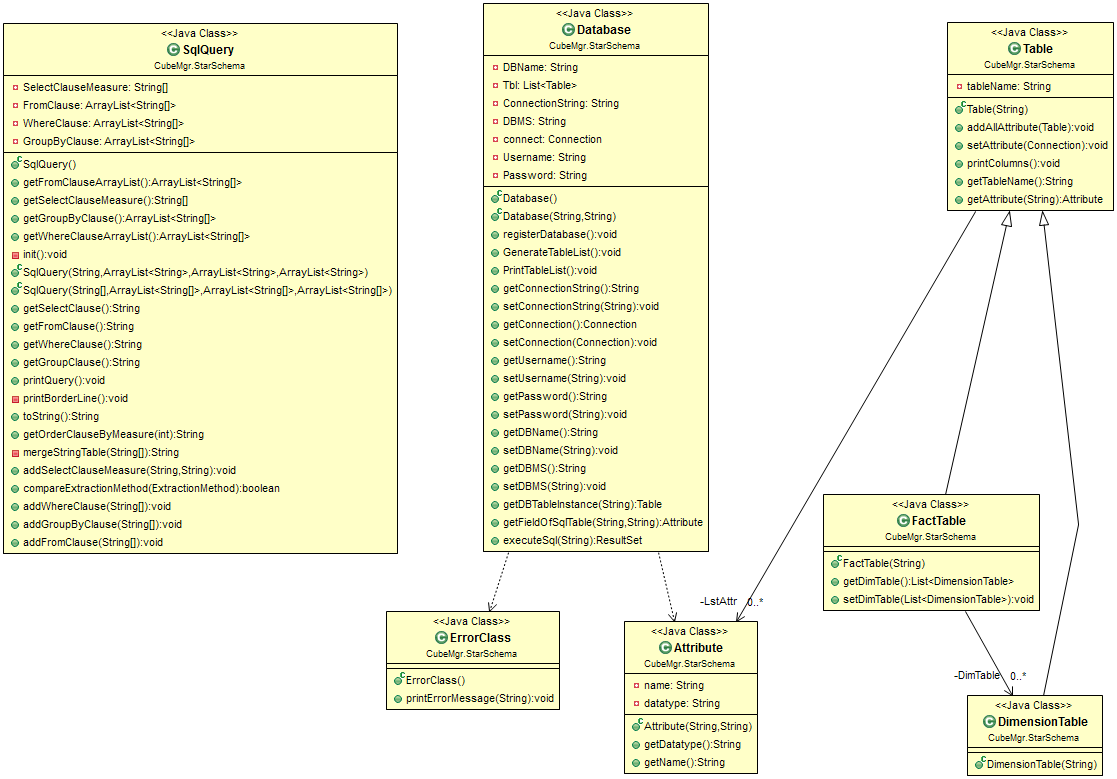 <<Java Class>>
SqlQuery
CubeMgr.StarSchema
SelectClauseMeasure: String[]
FromClause: ArrayList<String[]>
WhereClause: ArrayList<String[]>
GroupByClause: ArrayList<String[]>
SqlQuery()
getFromClauseArrayList():ArrayList<String[]>
getSelectClauseMeasure():String[]
getGroupByClause():ArrayList<String[]>
getWhereClauseArrayList():ArrayList<String[]>
init():void
SqlQuery(String,ArrayList<String>,ArrayList<String>,ArrayList<String>)
SqlQuery(String[],ArrayList<String[]>,ArrayList<String[]>,ArrayList<String[]>)
getSelectClause():String
getFromClause():String
getWhereClause():String
getGroupClause():String
printQuery():void
printBorderLine():void
toString():String
getOrderClauseByMeasure(int):String
mergeStringTable(String[]):String
addSelectClauseMeasure(String,String):void
compareExtractionMethod(ExtractionMethod):boolean
addWhereClause(String[]):void
addGroupByClause(String[]):void
addFromClause(String[]):void
<<Java Class>>
Database
CubeMgr.StarSchema
DBName: String
Tbl: List<Table>
ConnectionString: String
DBMS: String
connect: Connection
Username: String
Password: String
Database()
Database(String,String)
registerDatabase():void
GenerateTableList():void
PrintTableList():void
getConnectionString():String
setConnectionString(String):void
getConnection():Connection
setConnection(Connection):void
getUsername():String
setUsername(String):void
getPassword():String
setPassword(String):void
getDBName():String
setDBName(String):void
getDBMS():String
setDBMS(String):void
getDBTableInstance(String):Table
getFieldOfSqlTable(String,String):Attribute
executeSql(String):ResultSet
<<Java Class>>
Table
CubeMgr.StarSchema
tableName: String
Table(String)
addAllAttribute(Table):void
setAttribute(Connection):void
printColumns():void
getTableName():String
getAttribute(String):Attribute
<<Java Class>>
FactTable
CubeMgr.StarSchema
FactTable(String)
getDimTable():List<DimensionTable>
setDimTable(List<DimensionTable>):void
-LstAttr 0..*
<<Java Class>>
ErrorClass
CubeMgr.StarSchema
ErrorClass()
printErrorMessage(String):void
<<Java Class>>
Attribute
CubeMgr.StarSchema
name: String
datatype: String
Attribute(String,String)
getDatatype():String
getName():String
-DimTable 0..*
<<Java Class>>
DimensionTable
CubeMgr.StarSchema
DimensionTable(String)